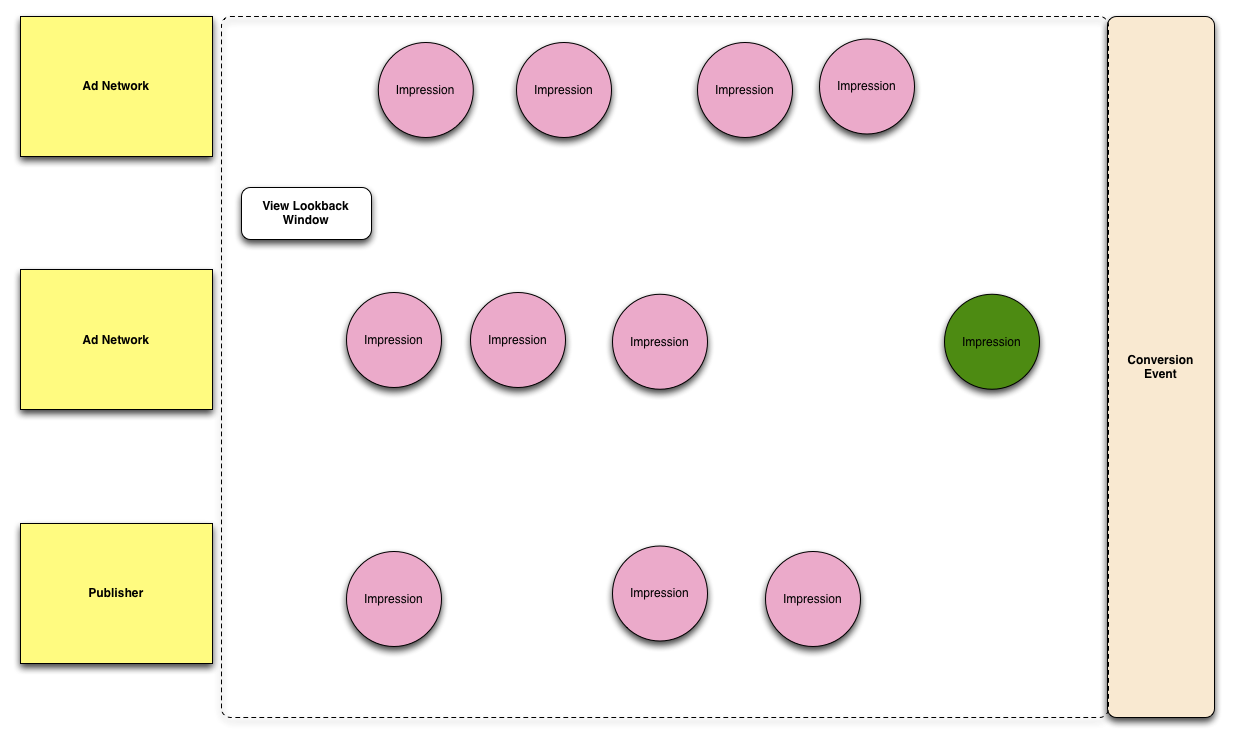 Ad Network
Impression
Impression
Impression
Impression
View Lookback
Window
Ad Network
Impression
Impression
Impression
Impression
Conversion
Event
Publisher
Impression
Impression
Impression